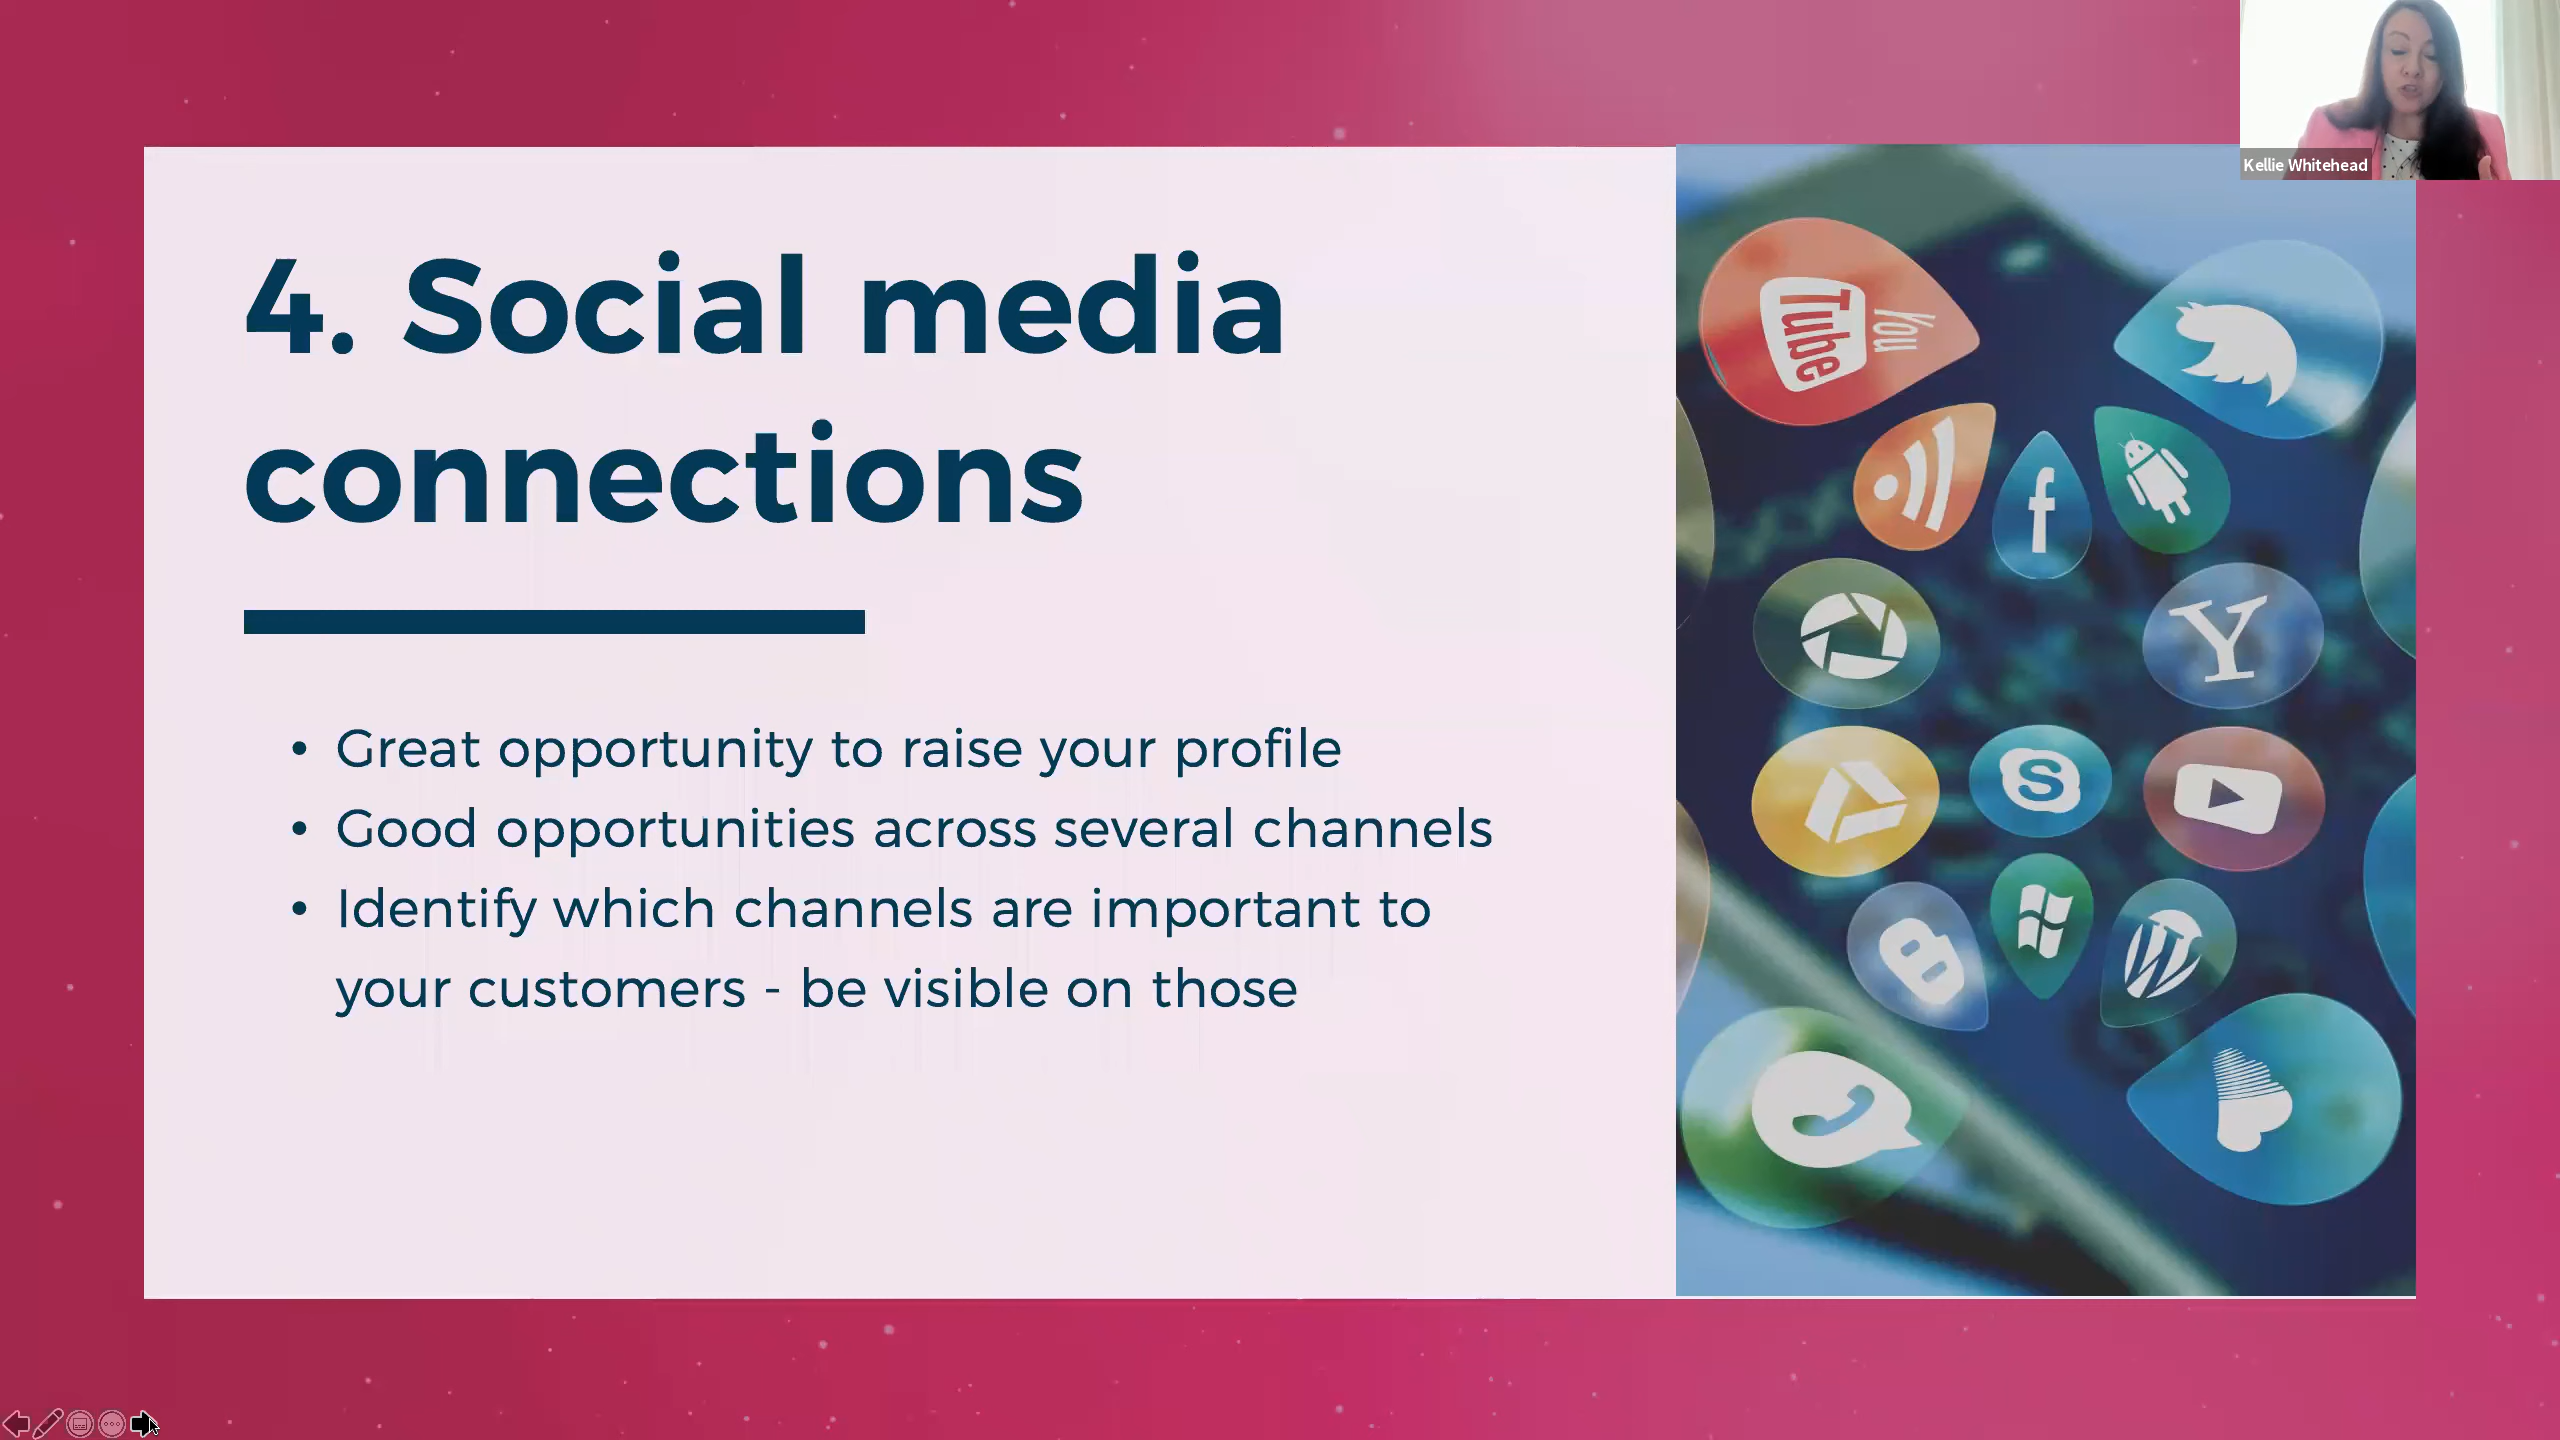 Kellie Whitehead
4. Social media
connections
• Great opportunity to raise your profile
• Good opportunities across several channels
• Identify which channels are important to
your customers - be visible on those
You
Tube
f
Y
S
W